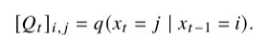 [Q_t]_{i,j} = q(x_t = j | x_{t-1} = i).